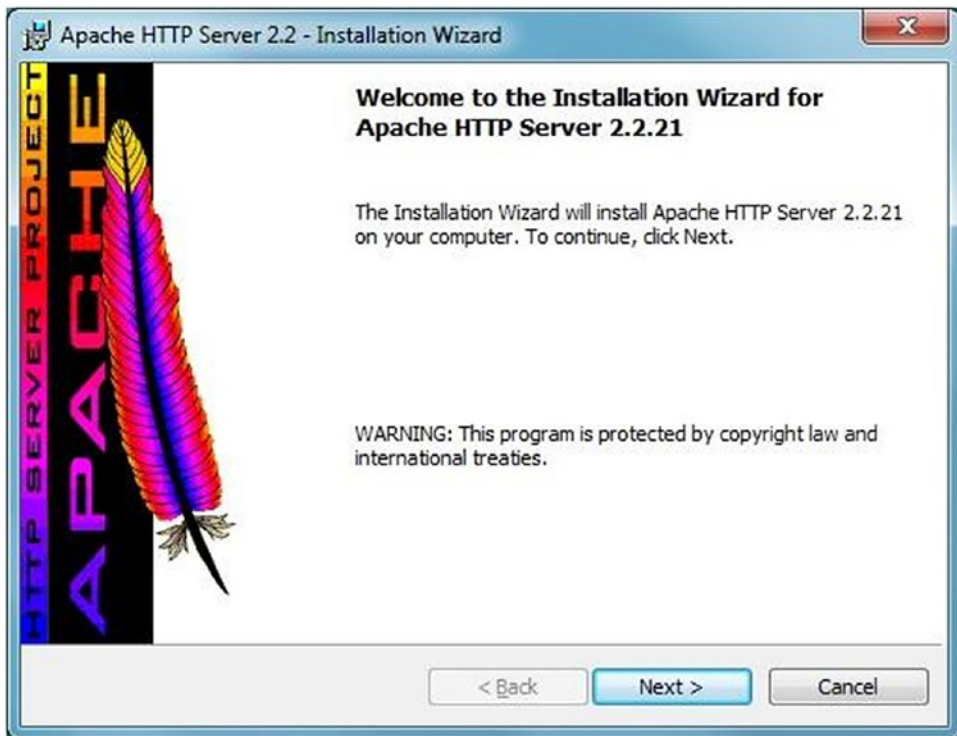 Apache HTTP Server 2.2 - Installation Wizard
HTTP SERVER PROJECT
APACHE
Welcome to the Installation Wizard for
Apache HTTP Server 2.2.21
The Installation Wizard will install Apache HTTP Server 2.2.21
on your computer. To continue, click Next.
WARNING: This program is protected by copyright law and
international treaties.
< Back
Next >
Cancel